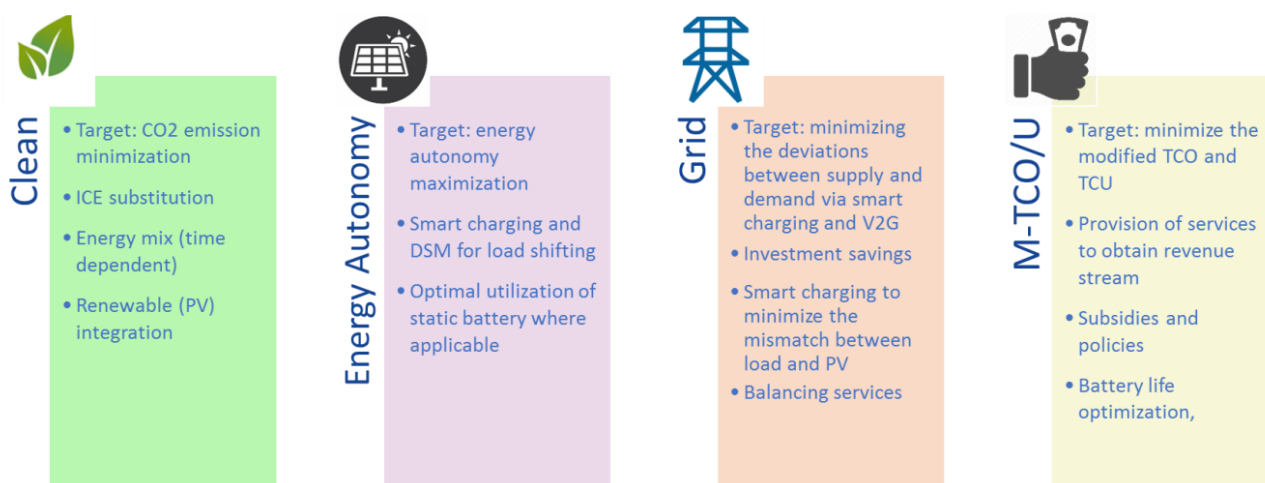 Clean
• Target: CO2 emission
minimization
• ICE substitution
• Energy mix (time
dependent)
• Renewable (PV)
integration
Energy Autonomy
• Target: energy
autonomy
maximization
• Smart charging and
DSM for load shifting
• Optimal utilization of
static battery where
applicable
Grid
• Target: minimizing
the deviations
between supply and
demand via smart
charging and V2G
• Investment savings
• Smart charging to
minimize the
mismatch between
load and PV
• Balancing services
M-TCO/U
• Target: minimize the
modified TCO and
TCU
• Provision of services
to obtain revenue
stream
• Subsidies and
policies
• Battery life
optimization,